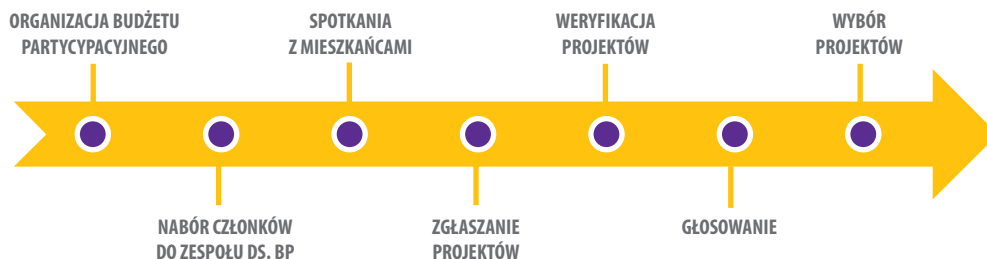 ORGANIZACJA BUDŻETU
PARTYCYPACYJNEGO
NABÓR CZŁONKÓW
DO ZESPOŁU DS. BP
SPOTKANIA
Z MIESZKAŃCAMI
ZGŁASZANIE
PROJEKTÓW
WERYFIKACJA
PROJEKTÓW
GŁOSOWANIE
WYBÓR
PROJEKTÓW